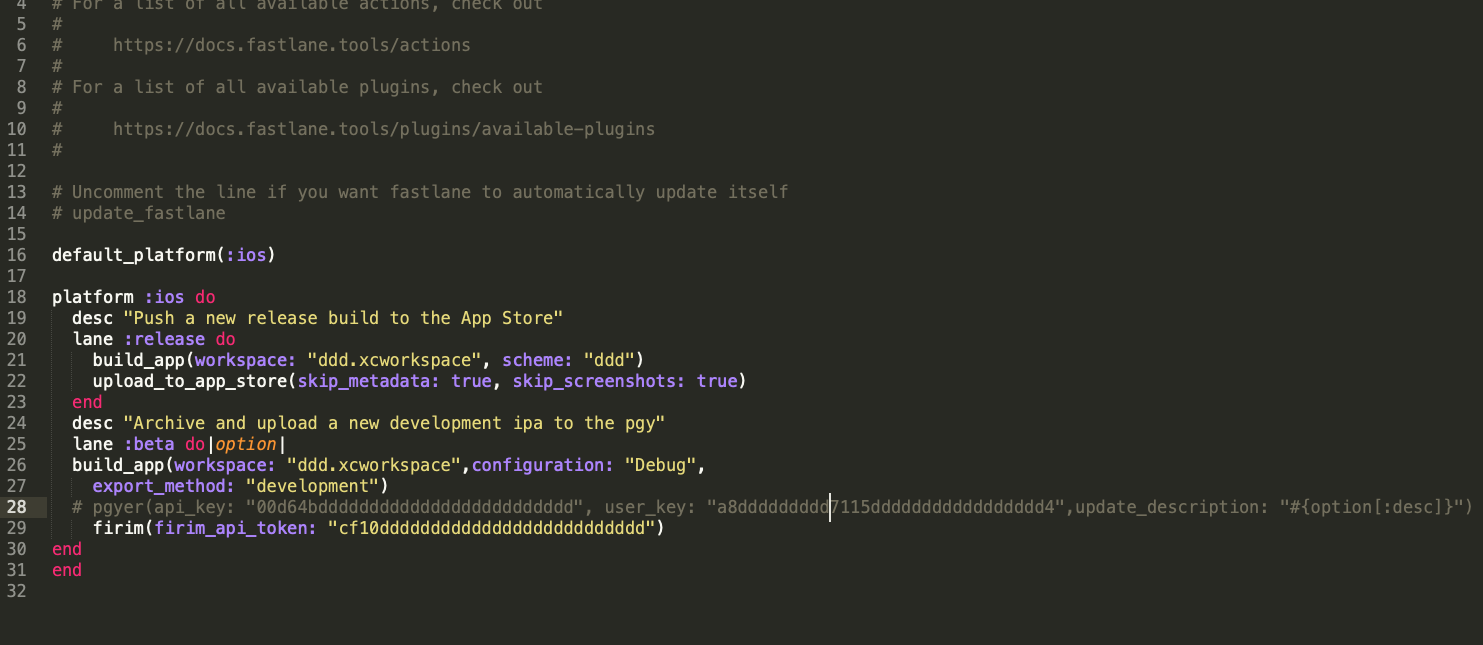 4 # For a list of all available actions, check out
5 #
6 #     https://docs.fastlane.tools/actions
7 #
8 # For a list of all available plugins, check out
9 #
10 #     https://docs.fastlane.tools/plugins/available-plugins
11 #
12
13 # Uncomment the line if you want fastlane to automatically update itself
14 # update_fastlane
15
16 default_platform(:ios)
17
18 platform :ios do
19   desc "Push a new release build to the App Store"
20   lane :release do
21     build_app(workspace: "ddd.xcworkspace", scheme: "ddd")
22     upload_to_app_store(skip_metadata: true, skip_screenshots: true)
23   end
24   desc "Archive and upload a new development ipa to the pgy"
25   lane :beta do|option|
26   build_app(workspace: "ddd.xcworkspace",configuration: "Debug",
27     export_method: "development")
28   # pgyer(api_key: "00d64bddddddddddddddddddddddddd", user_key: "a8ddddddddd7115ddddddddddddddddd4",update_description: "#{option[:desc]}")
29     firim(firim_api_token: "cf10dddddddddddddddddddddddddd")
30 end
31 end
32